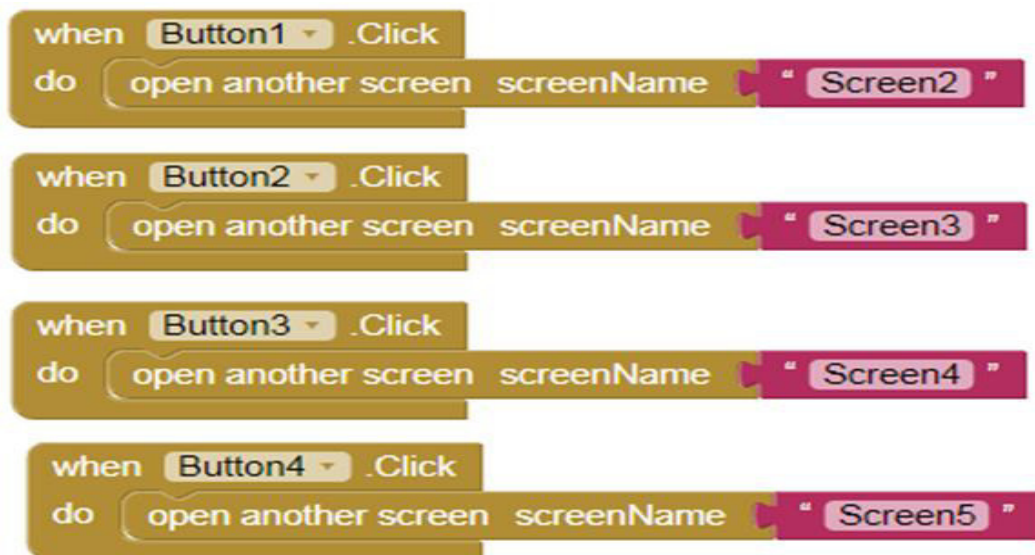 when Button1 .Click
do open another screen screenName “ Screen2 ”
when Button2 .Click
do open another screen screenName “ Screen3 ”
when Button3 .Click
do open another screen screenName “ Screen4 ”
when Button4 .Click
do open another screen screenName “ Screen5 ”